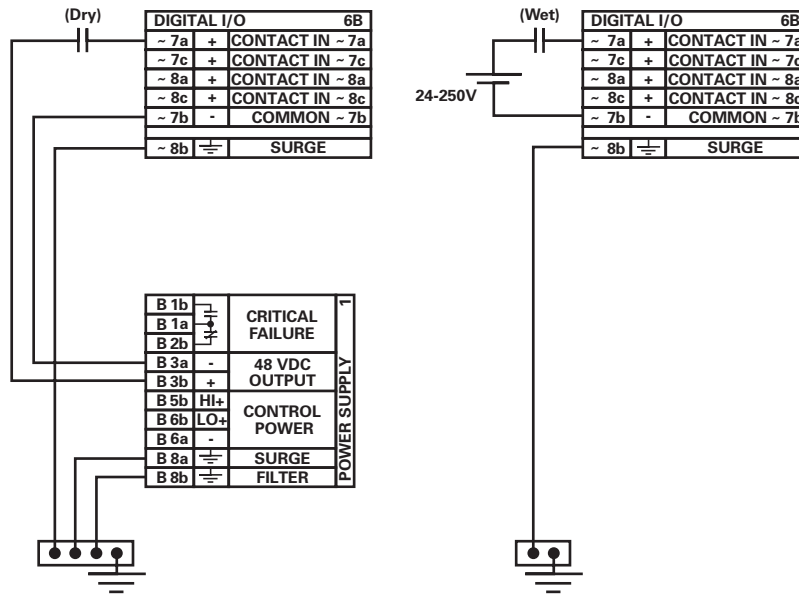 (Dry)
DIGITAL I/O 6B
~ 7a + CONTACT IN ~ 7a
~ 7c + CONTACT IN ~ 7c
~ 8a + CONTACT IN ~ 8a
~ 8c + CONTACT IN ~ 8c
~ 7b - COMMON ~ 7b
~ 8b SURGE
(Wet)
24-250V
DIGITAL I/O 6B
~ 7a + CONTACT IN ~ 7a
~ 7c + CONTACT IN ~ 7c
~ 8a + CONTACT IN ~ 8a
~ 8c + CONTACT IN ~ 8c
~ 7b - COMMON ~ 7b
~ 8b SURGE
B 1b
B 1a
B 2b
CRITICAL
FAILURE
B 3a -
B 3b +
48 VDC
OUTPUT
B 5b HI+
B 6b LO+
B 6a -
CONTROL
POWER
B 8a SURGE
B 8b FILTER
POWER SUPPLY 1